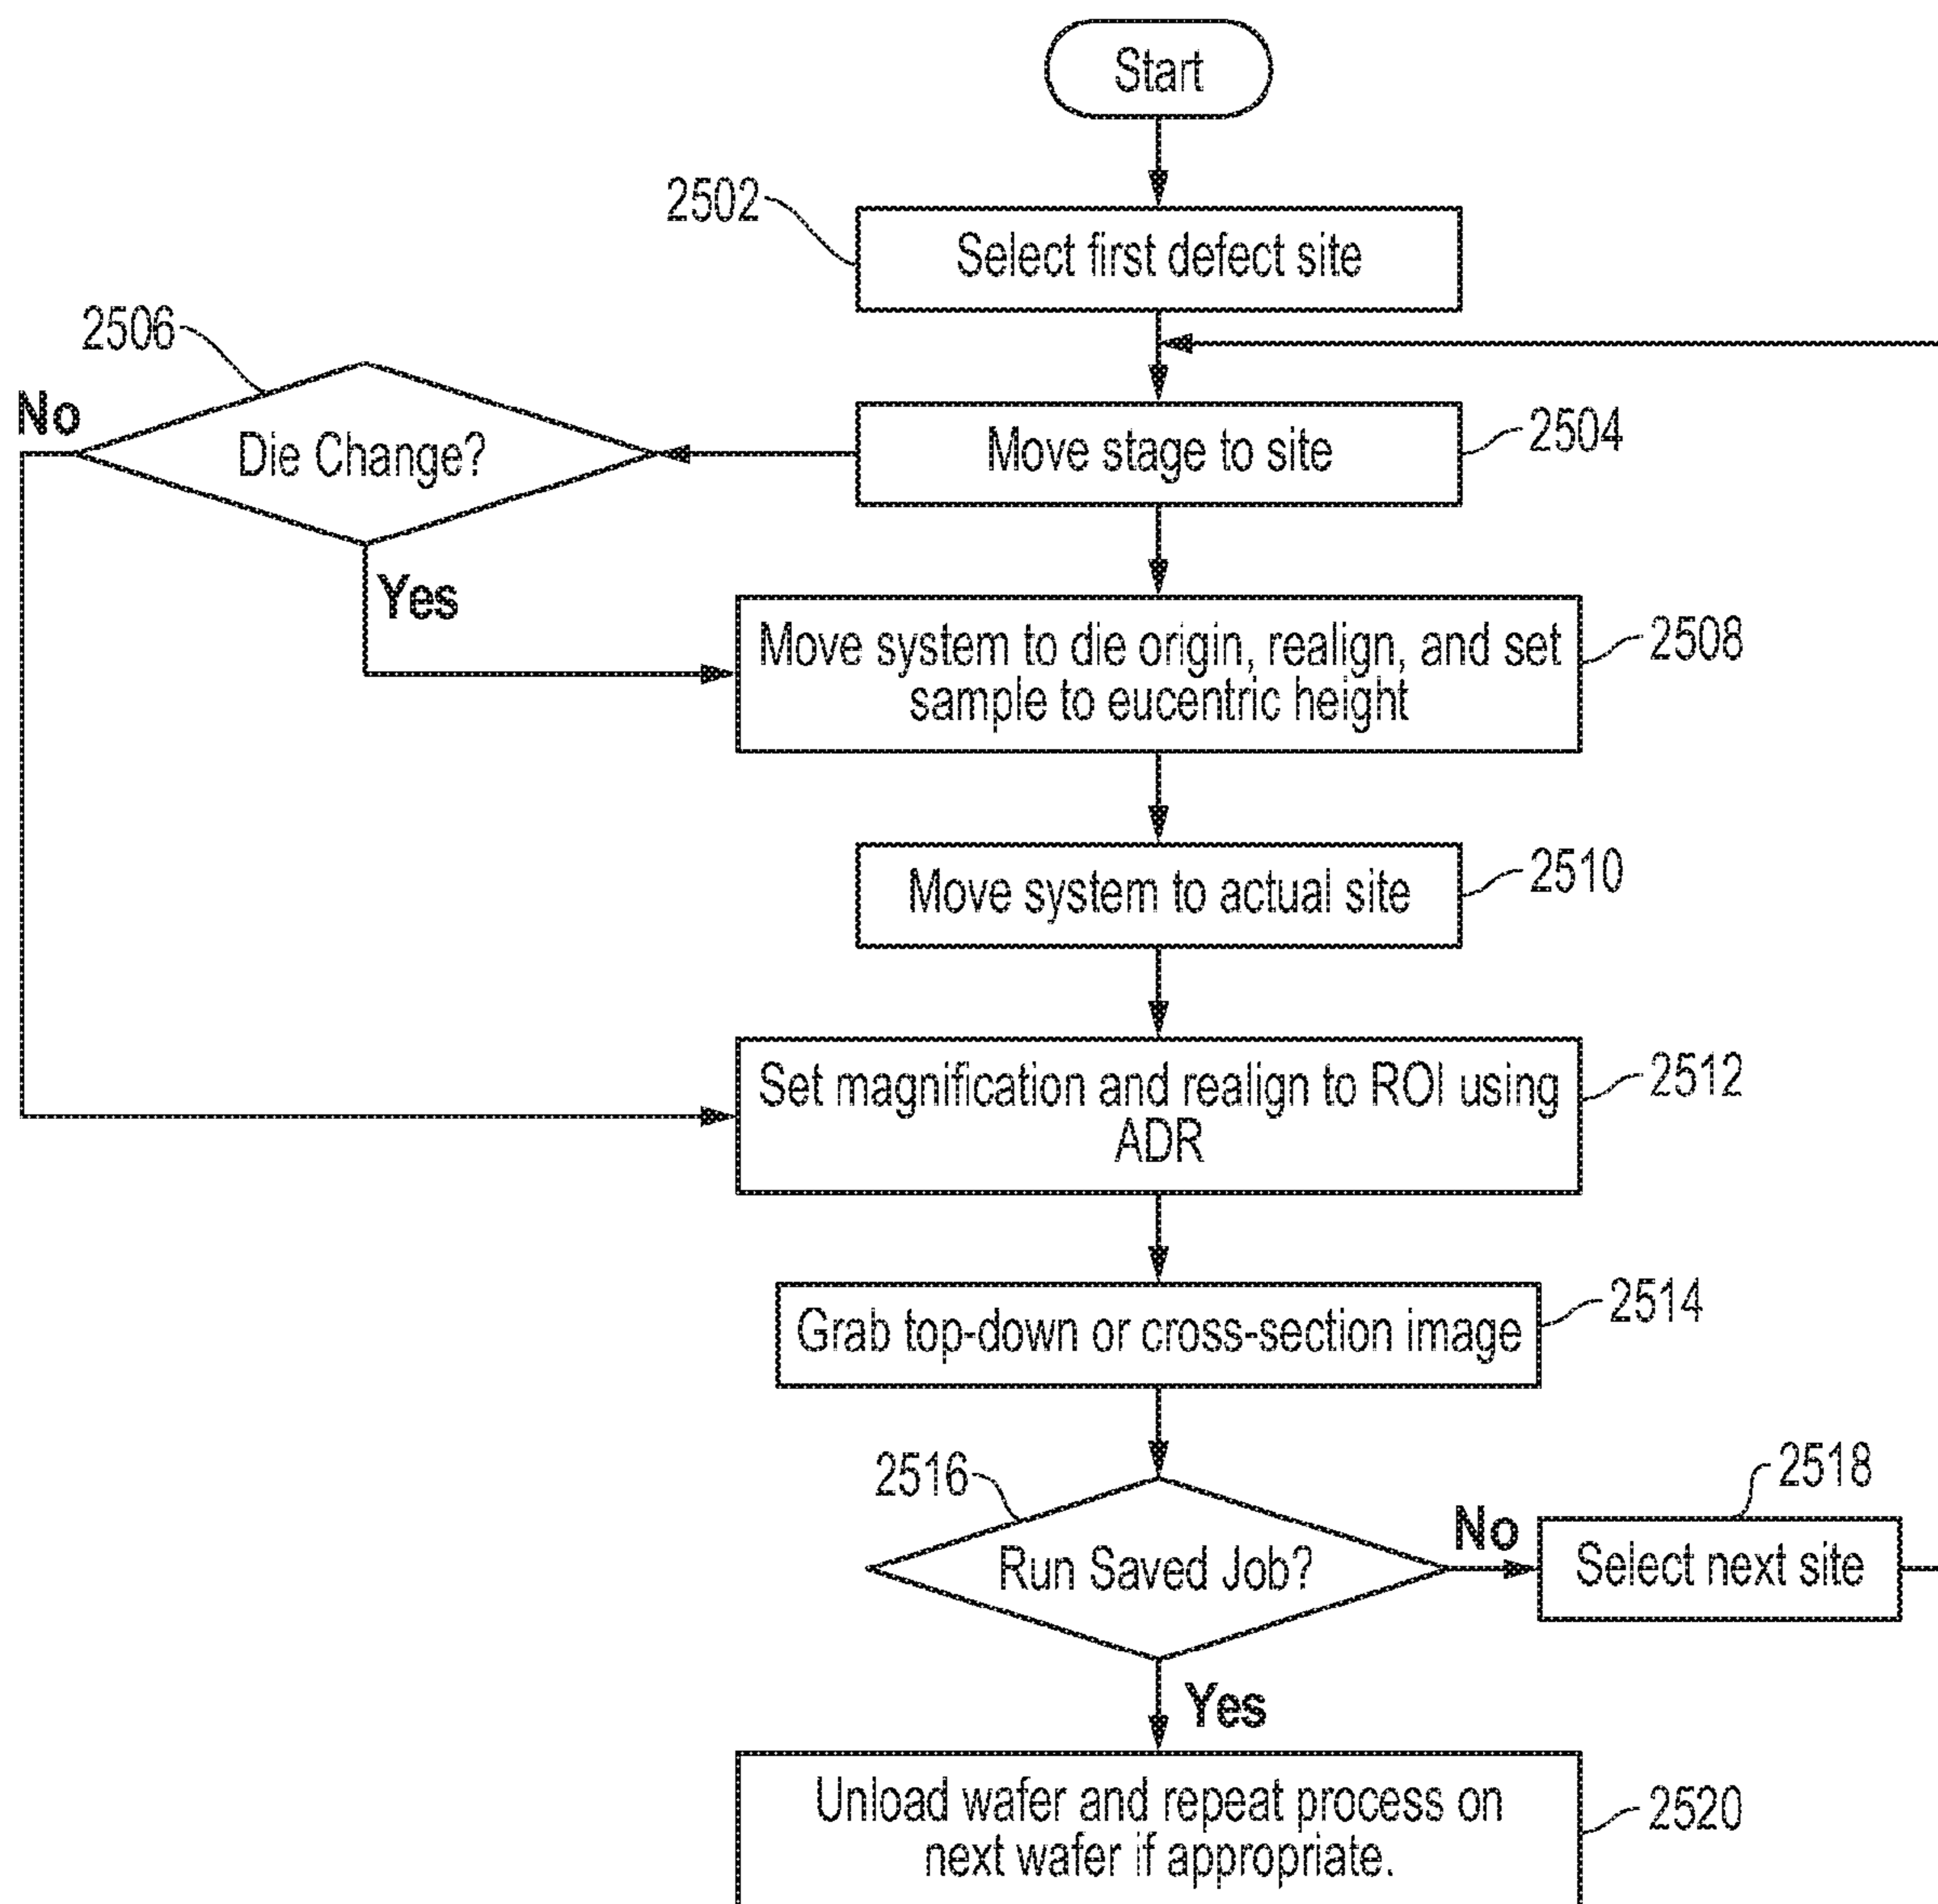 Start
2502
Select first defect site
2506
No
Die Change?
Move stage to site
2504
Yes
Move system to die origin, realign, and set
sample to eucentric height
2508
Move system to actual site
2510
Set magnification and realign to ROI using
ADR
2512
Grab top-down or cross-section image
2514
2516
Run Saved Job?
No
2518
Select next site
Yes
Unload wafer and repeat process on
next wafer if appropriate.
2520